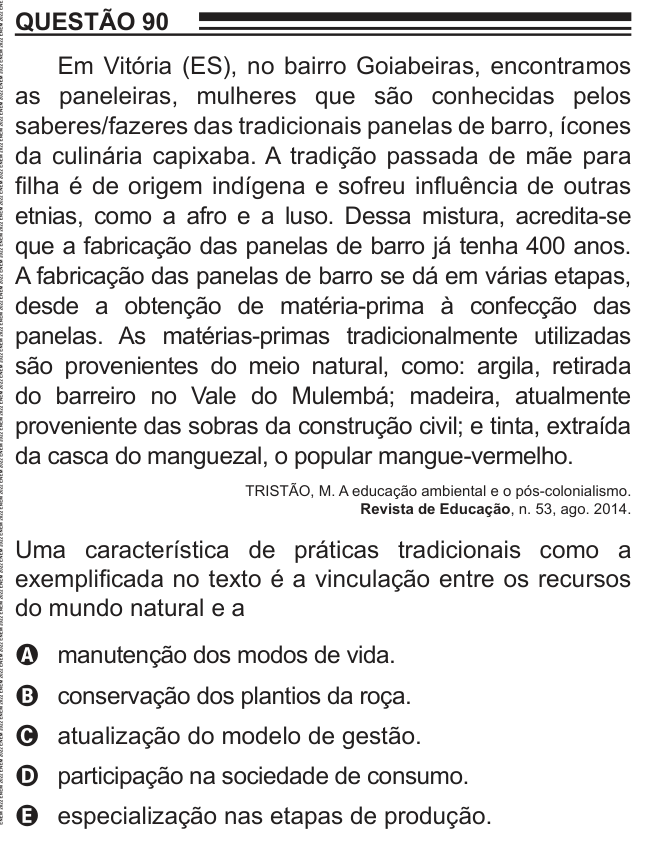 QUESTÃO 90
Em Vitória (ES), no bairro Goiabeiras, encontramos
as paneleiras, mulheres que são conhecidas pelos
saberes/fazeres das tradicionais panelas de barro, ícones
da culinária capixaba. A tradição passada de mãe para
filha é de origem indígena e sofreu influência de outras
etnias, como a afro e a luso. Dessa mistura, acredita-se
que a fabricação das panelas de barro já tenha 400 anos.
A fabricação das panelas de barro se dá em várias etapas,
desde a obtenção de matéria-prima à confecção das
panelas. As matérias-primas tradicionalmente utilizadas
são provenientes do meio natural, como: argila, retirada
do barreiro no Vale do Mulembá; madeira, atualmente
proveniente das sobras da construção civil; e tinta, extraída
da casca do manguezal, o popular mangue-vermelho.
TRISTÃO, M. A educação ambiental e o pós-colonialismo.
Revista de Educação, n. 53, ago. 2014.
Uma característica de práticas tradicionais como a
exemplificada no texto é a vinculação entre os recursos
do mundo natural e a
A manutenção dos modos de vida.
B conservação dos plantios da roça.
C atualização do modelo de gestão.
D participação na sociedade de consumo.
E especialização nas etapas de produção.